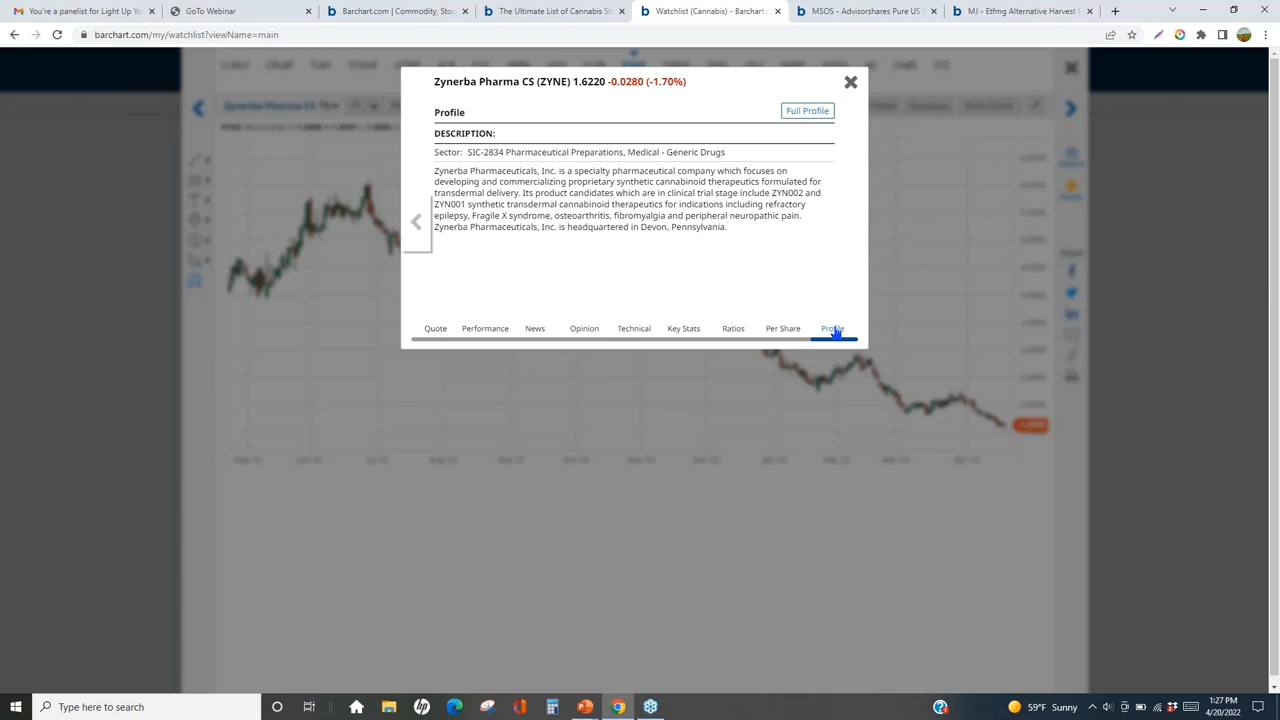 You're a panelist for "Light Up Y
GoTo Webinar
Barchart.com | Commodity, Stoc
The Ultimate List of Cannabis St
Watchlist (Cannabis) - Barchart.c
MSOS - Advisorshares Pure US C
MJ - Etfmg Alternative Harvest E
barchart.com/my/watchlist?viewName=main
Zynerba Pharma CS (ZYNE) 1.6220 -0.0280 (-1.70%)
Profile
Full Profile
DESCRIPTION:
Sector: SIC-2834 Pharmaceutical Preparations, Medical - Generic Drugs
Zynerba Pharmaceuticals, Inc. is a specialty pharmaceutical company which focuses on
developing and commercializing proprietary synthetic cannabinoid therapeutics formulated for
transdermal delivery. Its product candidates which are in clinical trial stage include ZYN002 and
ZYN001 synthetic transdermal cannabinoid therapeutics for indications including refractory
epilepsy, Fragile X syndrome, osteoarthritis, fibromyalgia and peripheral neuropathic pain.
Zynerba Pharmaceuticals, Inc. is headquartered in Devon, Pennsylvania.
Quote Performance News Opinion Technical Key Stats Ratios Per Share Profile
Type here to search
59°F Sunny
1:27 PM
4/20/2022